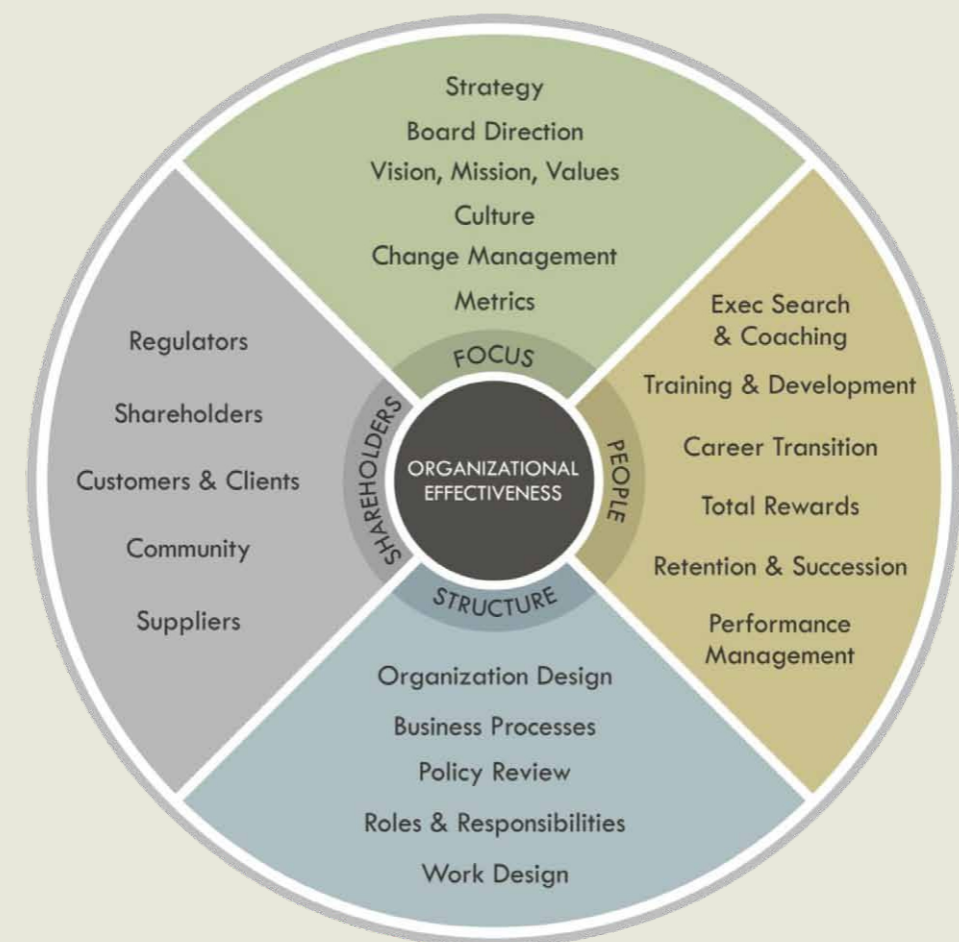 Strategy
Board Direction
Vision, Mission, Values
Culture
Change Management
Metrics
FOCUS
Exec Search
& Coaching
Training & Development
Career Transition
Total Rewards
Retention & Succession
Performance
Management
PEOPLE
Regulators
Shareholders
Customers & Clients
Community
Suppliers
SHAREHOLDERS
ORGANIZATIONAL
EFFECTIVENESS
STRUCTURE
Organization Design
Business Processes
Policy Review
Roles & Responsibilities
Work Design